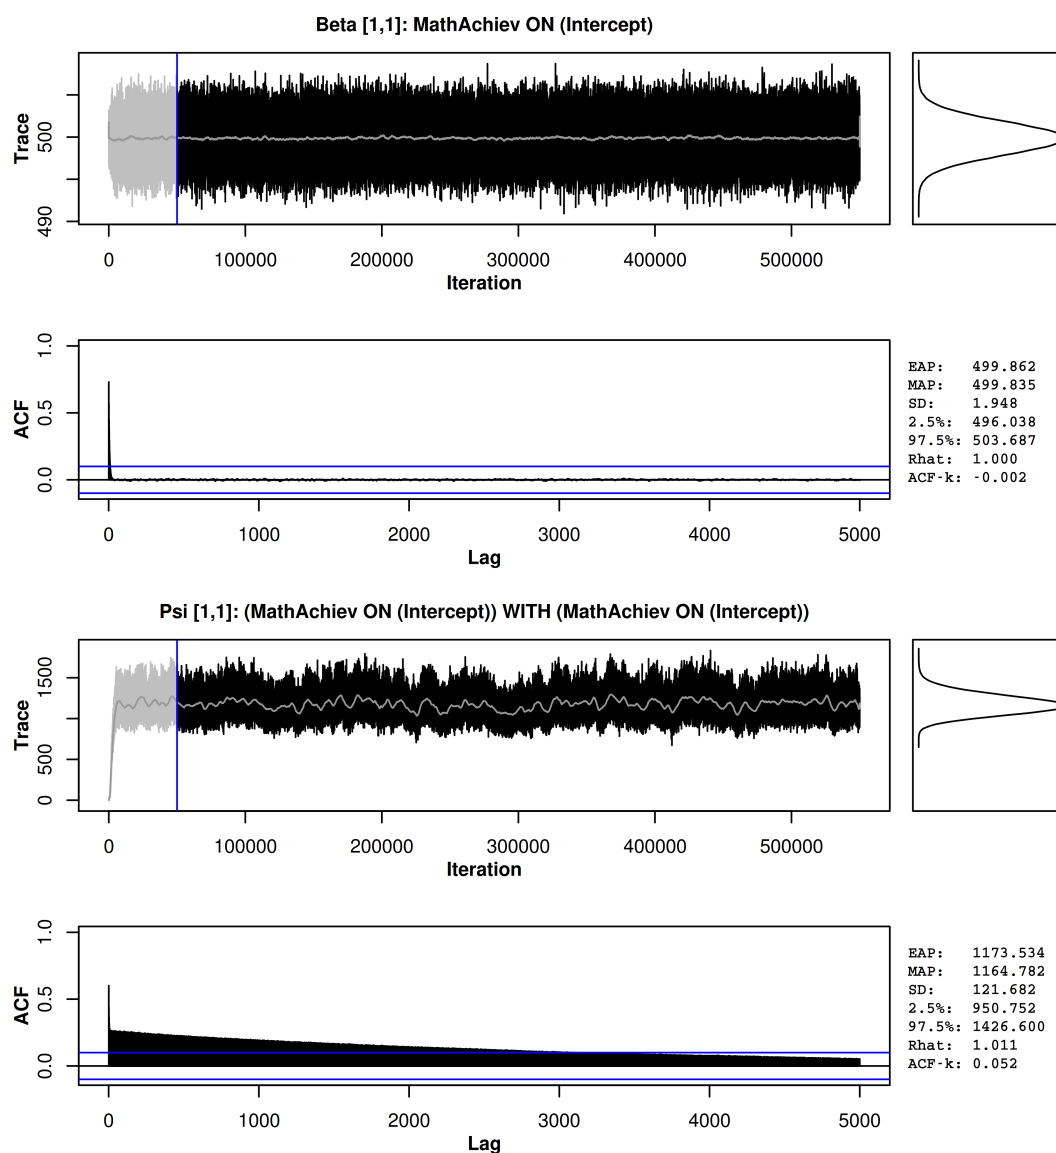 Beta [1,1]: MathAchiev ON (Intercept)
Trace
500
490
0
100000
200000
300000
400000
500000
Iteration
ACF
1.0
0.5
0.0
0
1000
2000
3000
4000
5000
Lag
EAP: 499.862
MAP: 499.835
SD: 1.948
2.5%: 496.038
97.5%: 503.687
Rhat: 1.000
ACF-k: -0.002
Psi [1,1]: (MathAchiev ON (Intercept)) WITH (MathAchiev ON (Intercept))
Trace
1500
500
0
0
100000
200000
300000
400000
500000
Iteration
ACF
1.0
0.5
0.0
0
1000
2000
3000
4000
5000
Lag
EAP: 1173.534
MAP: 1164.782
SD: 121.682
2.5%: 950.752
97.5%: 1426.600
Rhat: 1.011
ACF-k: 0.052